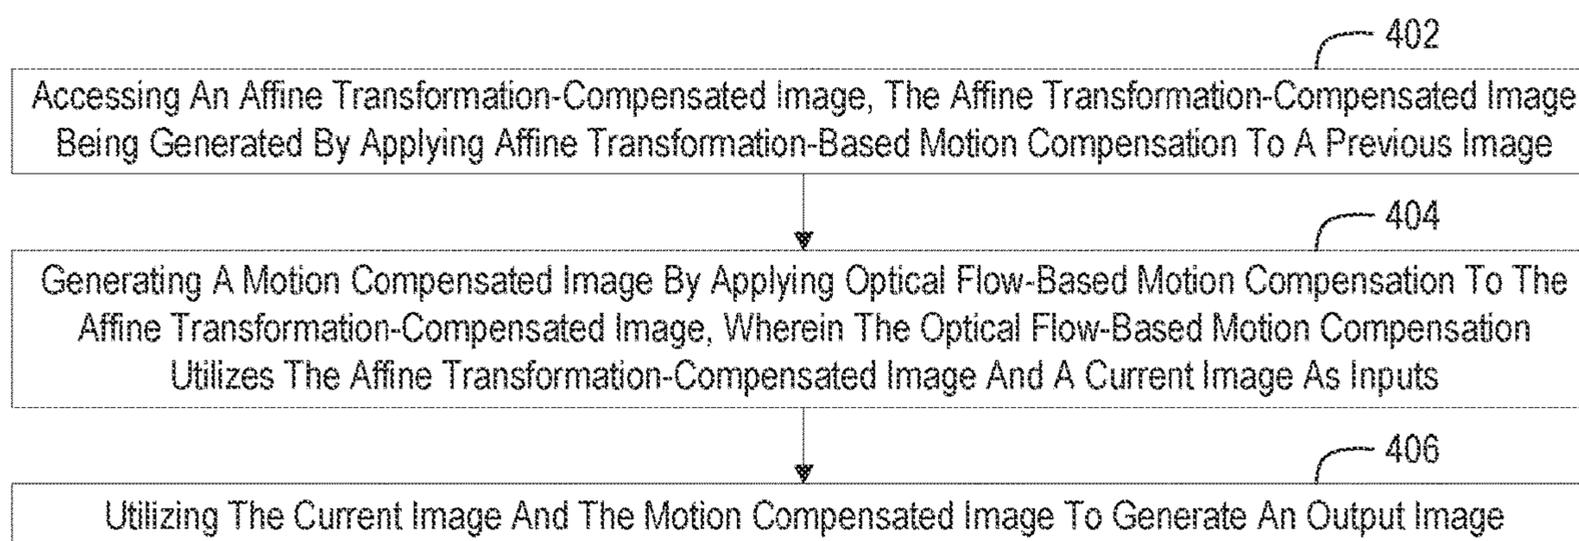 402
Accessing An Affine Transformation-Compensated Image, The Affine Transformation-Compensated Image
Being Generated By Applying Affine Transformation-Based Motion Compensation To A Previous Image
404
Generating A Motion Compensated Image By Applying Optical Flow-Based Motion Compensation To The
Affine Transformation-Compensated Image, Wherein The Optical Flow-Based Motion Compensation
Utilizes The Affine Transformation-Compensated Image And A Current Image As Inputs
406
Utilizing The Current Image And The Motion Compensated Image To Generate An Output Image